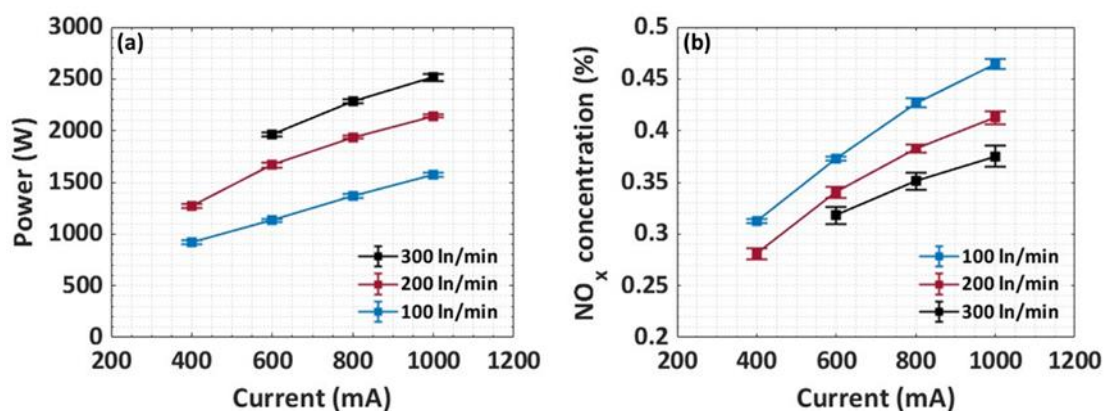 (a)
3000
2500
2000
1500
1000
500
0
Power (W)
300 ln/min
200 ln/min
100 ln/min
200 400 600 800 1000 1200
Current (mA)
(b)
0.5
0.45
0.4
0.35
0.3
0.25
0.2
NOx concentration (%)
100 ln/min
200 ln/min
300 ln/min
200 400 600 800 1000 1200
Current (mA)